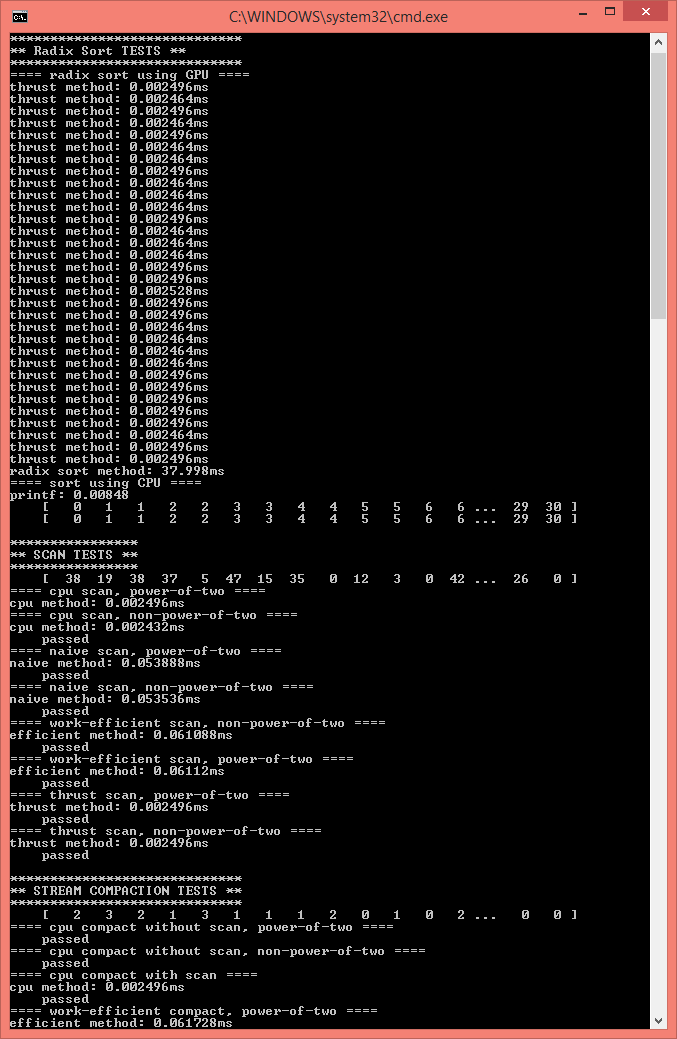 C:\WINDOWS\system32\cmd.exe
*****************************
** Radix Sort TESTS **
*****************************
==== radix sort using GPU ====
thrust method: 0.002496ms
thrust method: 0.002464ms
thrust method: 0.002496ms
thrust method: 0.002464ms
thrust method: 0.002496ms
thrust method: 0.002464ms
thrust method: 0.002464ms
thrust method: 0.002496ms
thrust method: 0.002464ms
thrust method: 0.002464ms
thrust method: 0.002464ms
thrust method: 0.002496ms
thrust method: 0.002464ms
thrust method: 0.002464ms
thrust method: 0.002464ms
thrust method: 0.002496ms
thrust method: 0.002496ms
thrust method: 0.002528ms
thrust method: 0.002496ms
thrust method: 0.002496ms
thrust method: 0.002464ms
thrust method: 0.002464ms
thrust method: 0.002464ms
thrust method: 0.002464ms
thrust method: 0.002496ms
thrust method: 0.002496ms
thrust method: 0.002496ms
thrust method: 0.002496ms
thrust method: 0.002496ms
thrust method: 0.002464ms
thrust method: 0.002496ms
thrust method: 0.002496ms
radix sort method: 37.998ms
==== sort using CPU ====
printf: 0.00848
[ 0 1 1 2 2 3 3 4 4 5 5 6 6 ... 29 30 ]
[ 0 1 1 2 2 3 3 4 4 5 5 6 6 ... 29 30 ]
****************
** SCAN TESTS **
****************
[ 38 19 38 37 5 47 15 35 0 12 3 0 42 ... 26 0 ]
==== cpu scan, power-of-two ====
cpu method: 0.002496ms
==== cpu scan, non-power-of-two ====
cpu method: 0.002432ms
passed
==== naive scan, power-of-two ====
naive method: 0.053888ms
passed
==== naive scan, non-power-of-two ====
naive method: 0.053536ms
passed
==== work-efficient scan, non-power-of-two ====
efficient method: 0.061088ms
passed
==== work-efficient scan, power-of-two ====
efficient method: 0.06112ms
passed
==== thrust scan, power-of-two ====
thrust method: 0.002496ms
passed
==== thrust scan, non-power-of-two ====
thrust method: 0.002496ms
passed
*****************************
** STREAM COMPACTION TESTS **
*****************************
[ 2 3 2 1 3 1 1 1 2 0 1 0 2 ... 0 0 ]
==== cpu compact without scan, power-of-two ====
passed
==== cpu compact without scan, non-power-of-two ====
passed
==== cpu compact with scan ====
cpu method: 0.002496ms
passed
==== work-efficient compact, power-of-two ====
efficient method: 0.061728ms